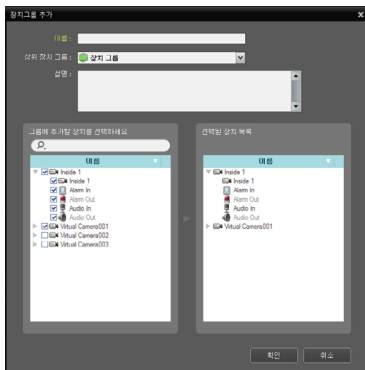 장치그룹 추가
이름 :
상위 장치 그룹 : 장치 그룹
설명 :
그룹에 추가할 장치를 선택하세요
이름
Inside 1
Inside 1
Alarm In
Alarm Out
Audio In
Audio Out
Virtual Camera001
Virtual Camera002
Virtual Camera003
선택된 장치 목록
이름
Inside 1
Inside 1
Alarm In
Alarm Out
Audio In
Audio Out
Virtual Camera001
확인
취소